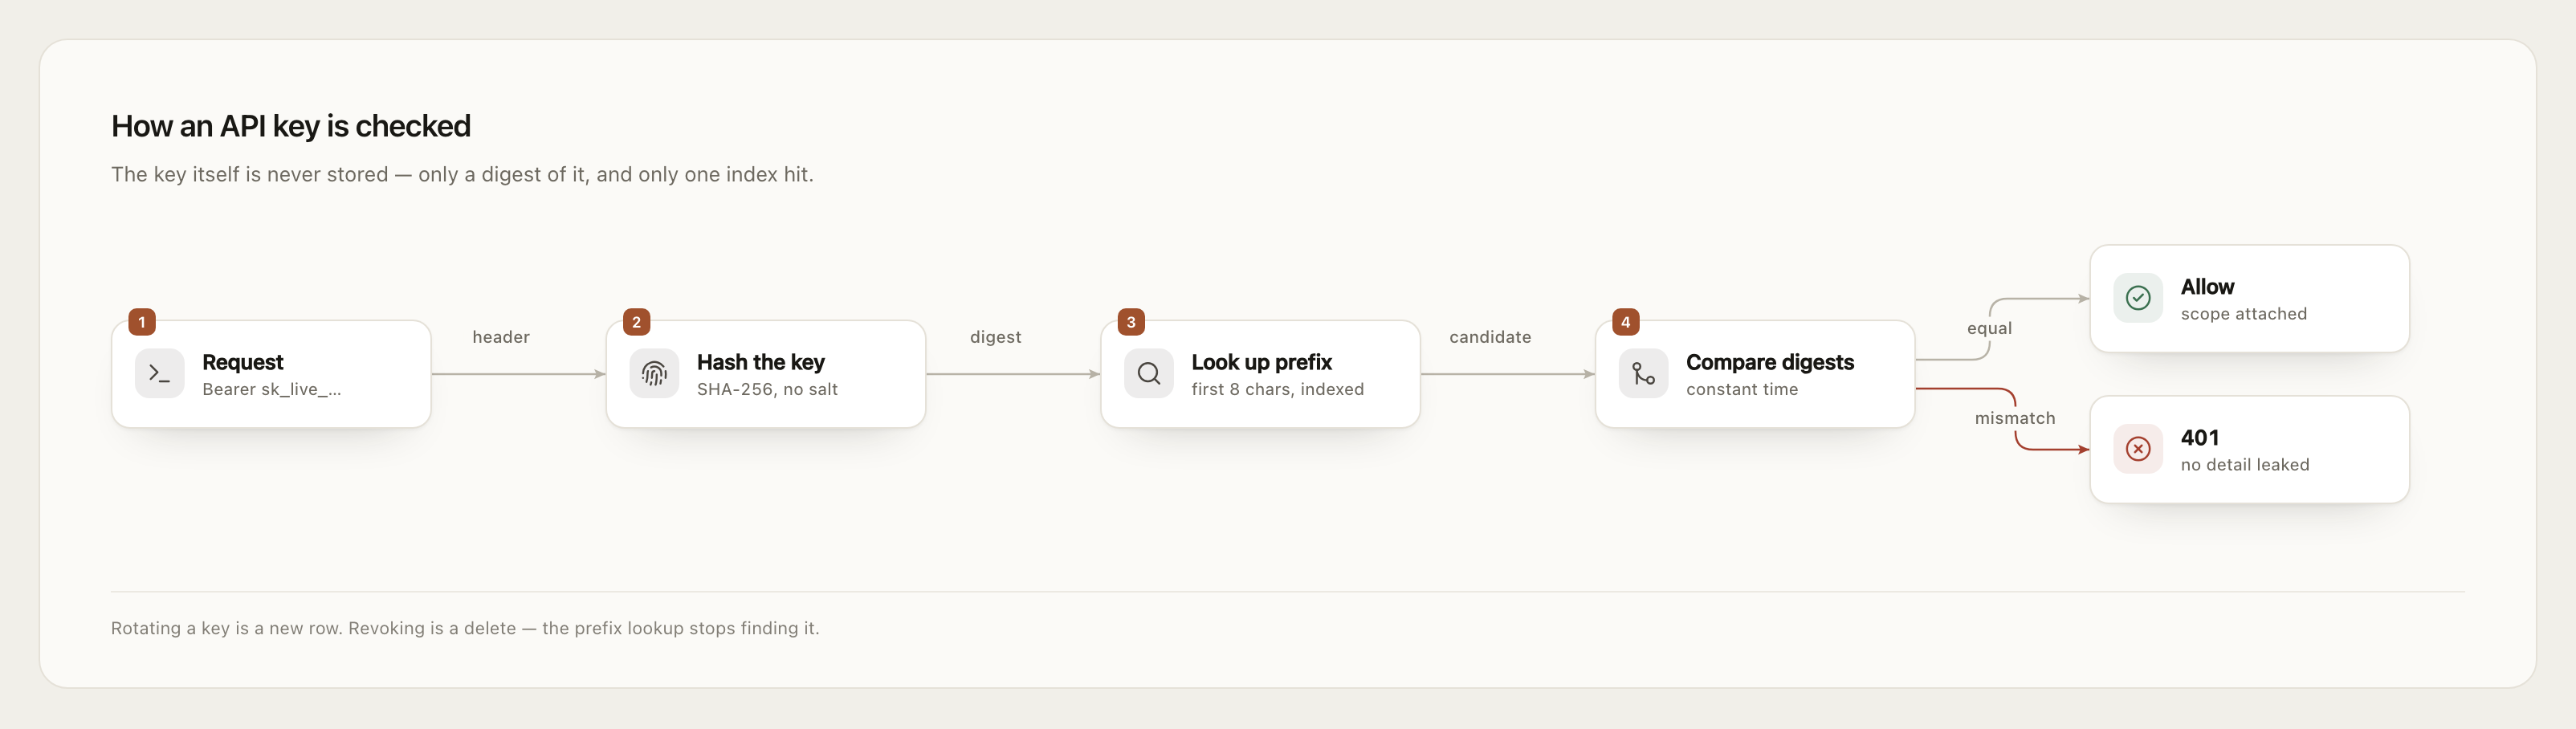 How an API key is checked
The key itself is never stored — only a digest of it, and only one index hit.
1
Request
Bearer sk_live_...
header
2
Hash the key
SHA-256, no salt
digest
3
Look up prefix
first 8 chars, indexed
candidate
4
Compare digests
constant time
equal
Allow
scope attached
mismatch
401
no detail leaked
Rotating a key is a new row. Revoking is a delete — the prefix lookup stops finding it.